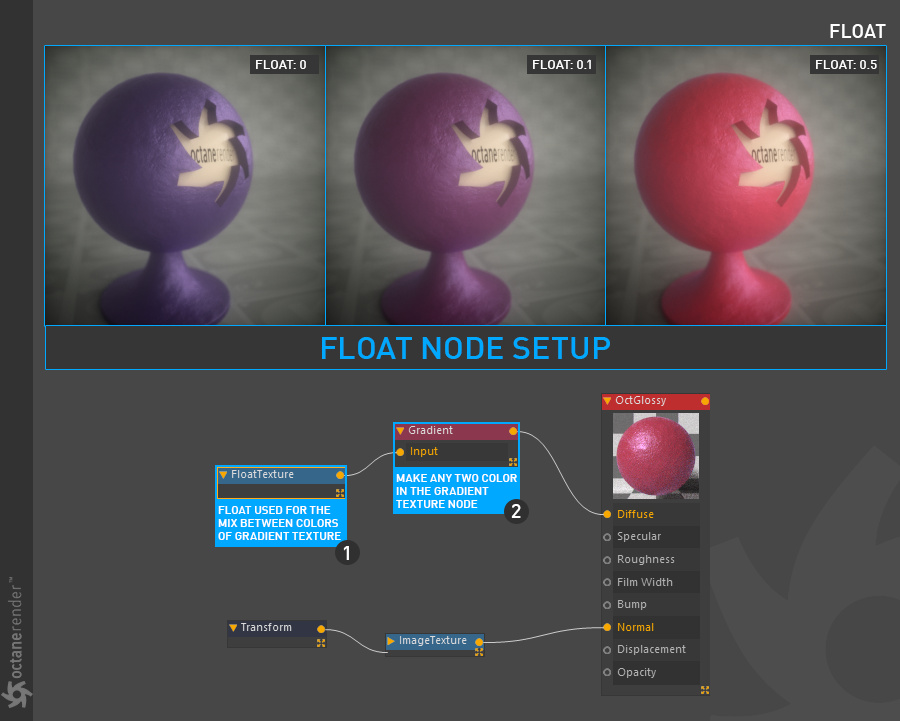 FLOAT
FLOAT: 0
FLOAT: 0.1
FLOAT: 0.5
octanerender
octanerender
octanerender
FLOAT NODE SETUP
OctGlossy
Gradient
Input
MAKE ANY TWO COLOR
IN THE GRADIENT
TEXTURE NODE
2
FloatTexture
FLOAT USED FOR THE
MIX BETWEEN COLORS
OF GRADIENT TEXTURE
1
Diffuse
Specular
Roughness
Film Width
Bump
Normal
Displacement
Opacity
Transform
ImageTexture
octanerender™